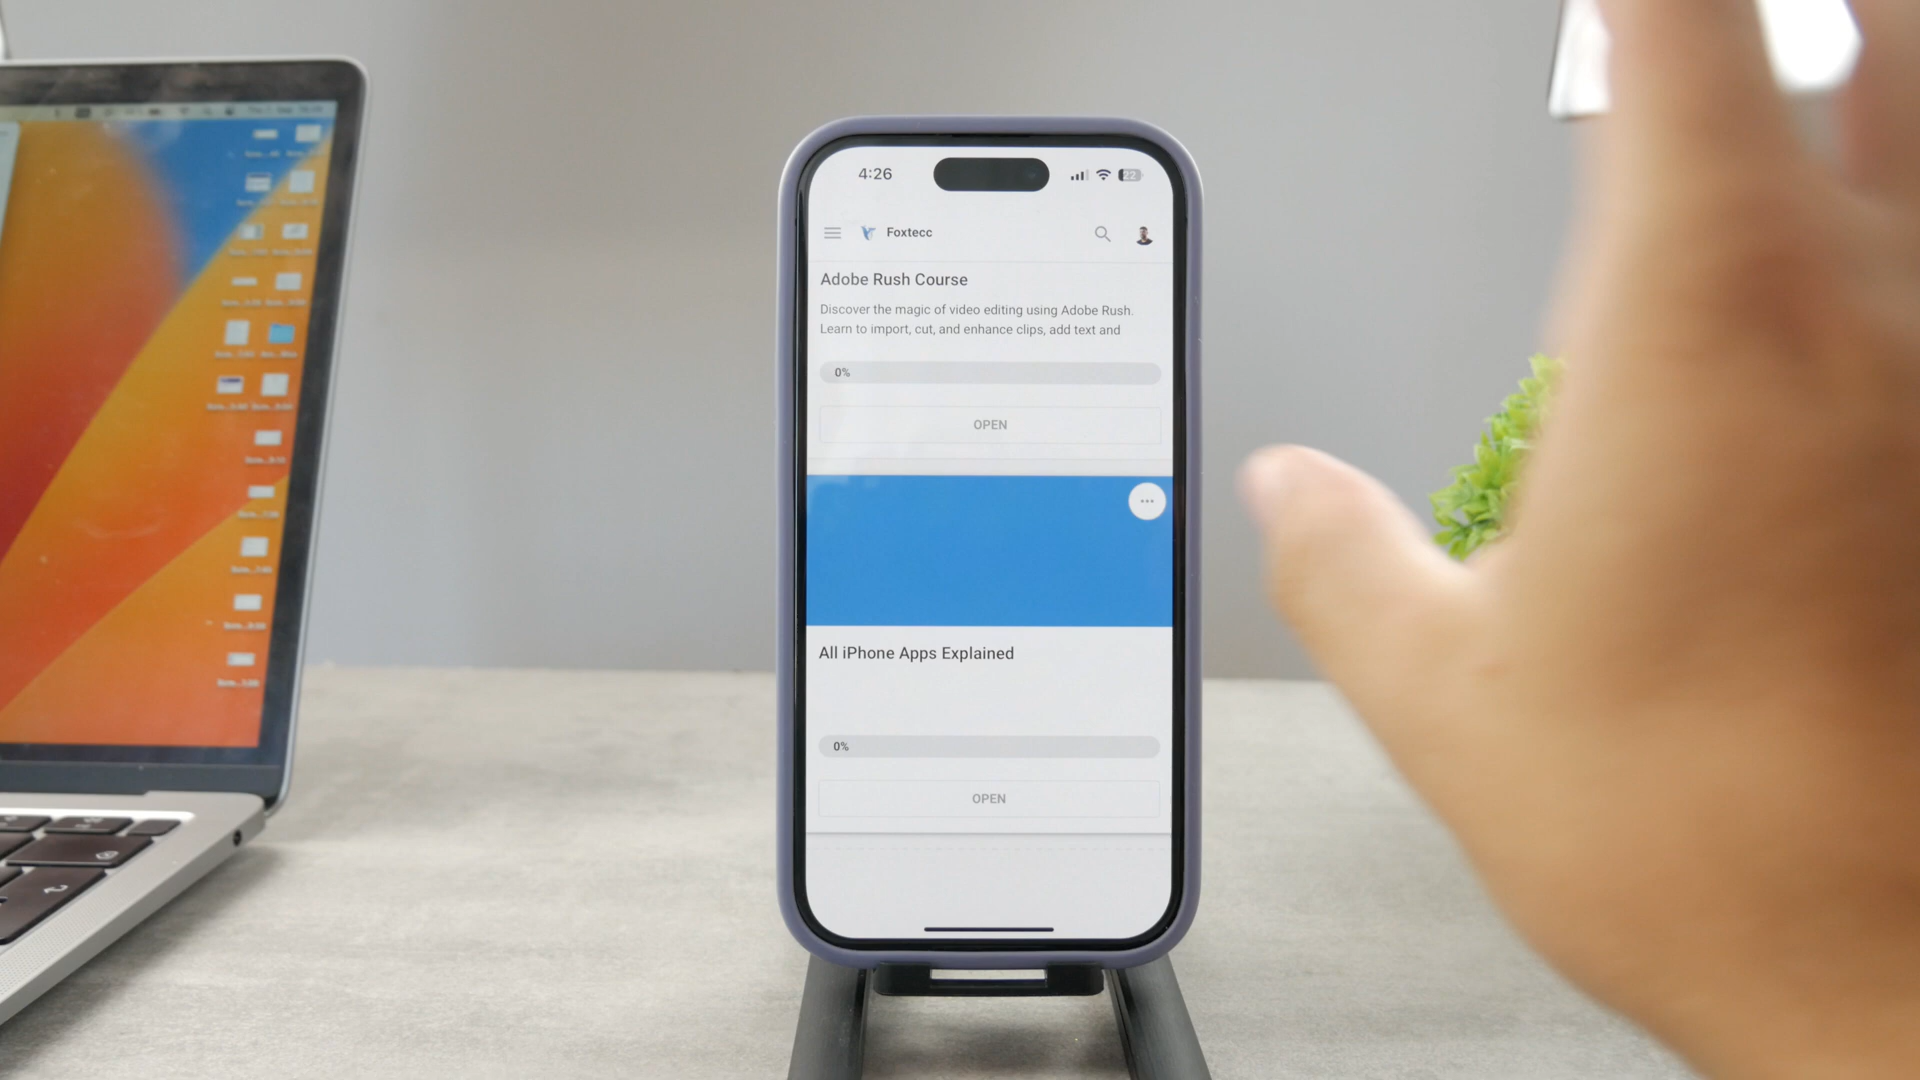 4:26
22
Foxtecc
Adobe Rush Course
Discover the magic of video editing using Adobe Rush.
Learn to import, cut, and enhance clips, add text and
0%
OPEN
All iPhone Apps Explained
0%
OPEN